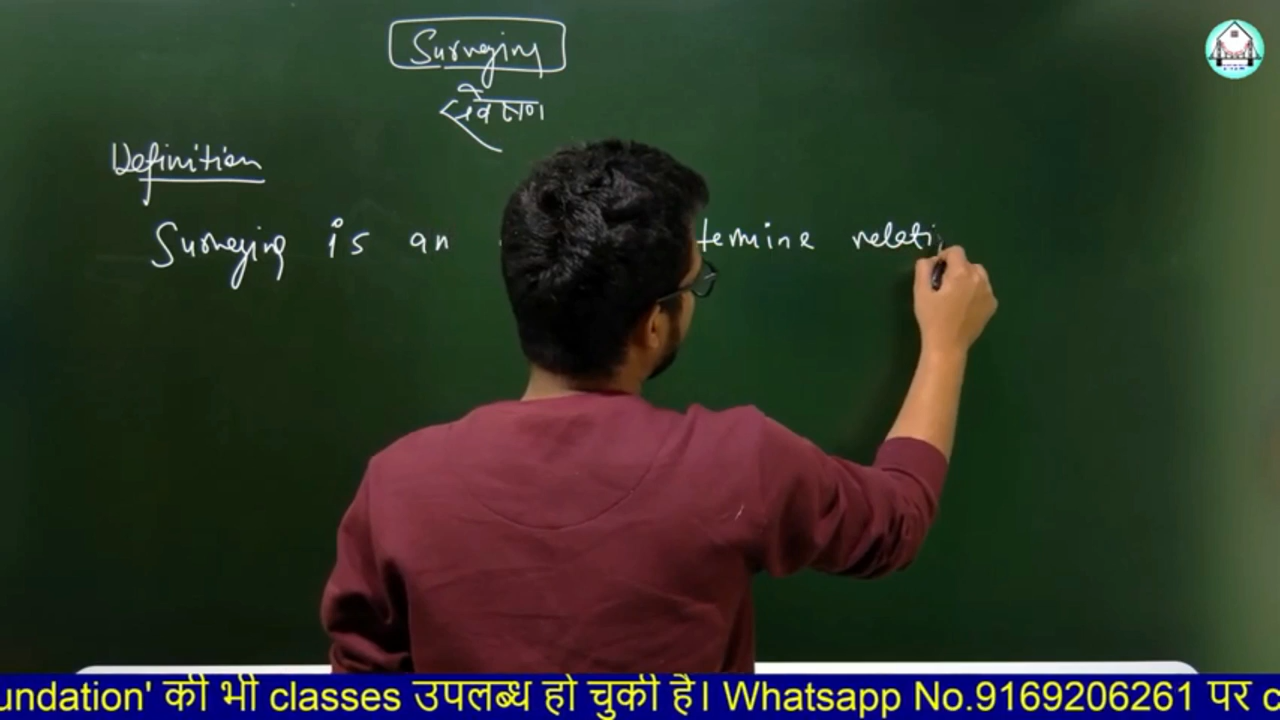 Surveying
सर्वेक्षण
Definition
Surveying is an termine relati
undation' की भी classes उपलब्ध हो चुकी है। Whatsapp No.9169206261 पर c